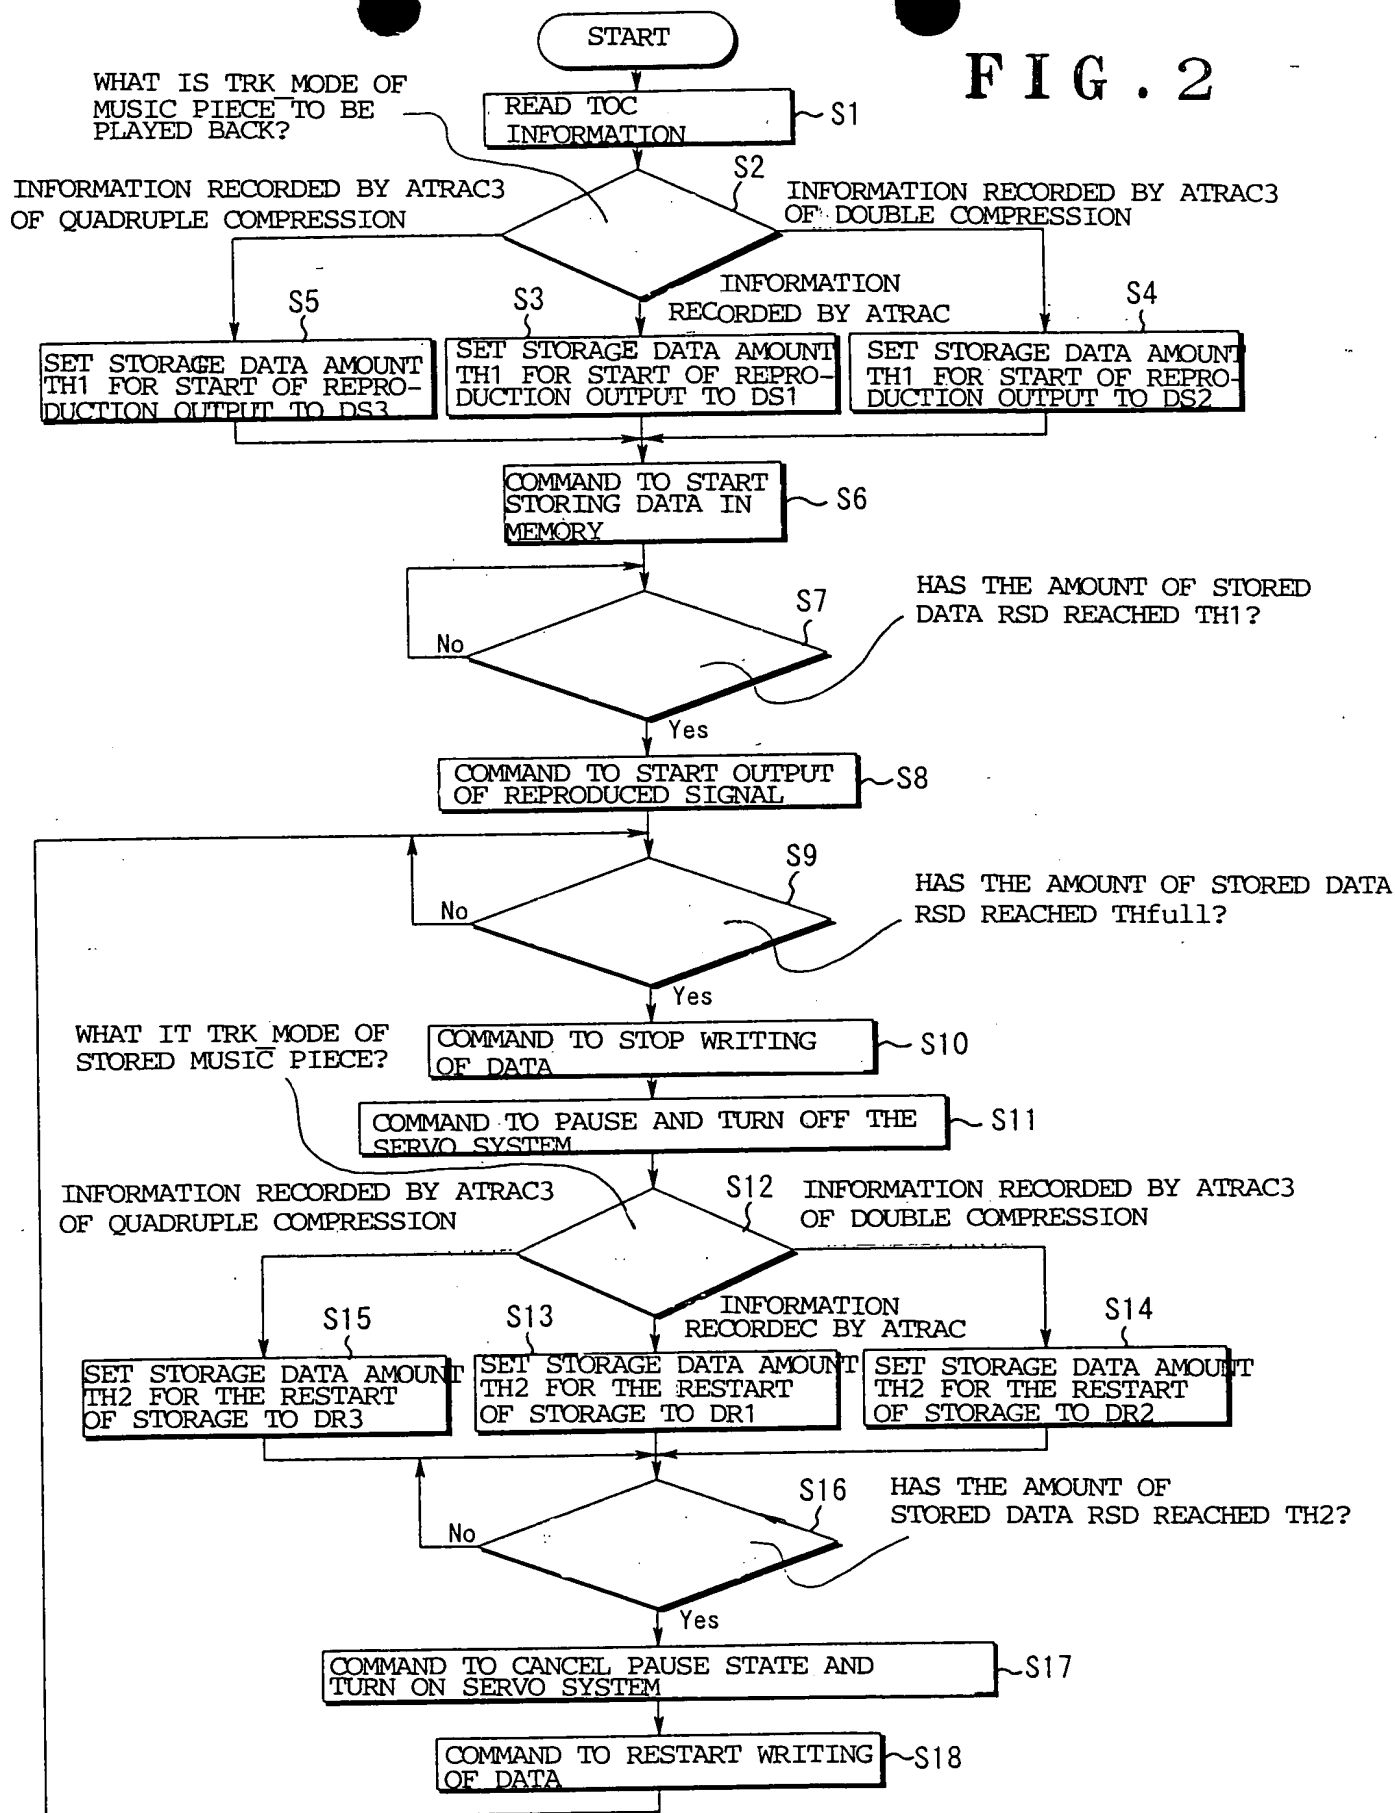 START
FIG. 2
WHAT IS TRK_MODE OF
MUSIC PIECE TO BE
PLAYED BACK?
READ TOC
INFORMATION
S1
S2
INFORMATION RECORDED BY ATRAC3
OF QUADRUPLE COMPRESSION
INFORMATION RECORDED BY ATRAC3
OF DOUBLE COMPRESSION
INFORMATION
RECORDED BY ATRAC
S5
S3
S4
SET STORAGE DATA AMOUNT
TH1 FOR START OF REPRO-
DUCTION OUTPUT TO DS3
SET STORAGE DATA AMOUNT
TH1 FOR START OF REPRO-
DUCTION OUTPUT TO DS1
SET STORAGE DATA AMOUNT
TH1 FOR START OF REPRO-
DUCTION OUTPUT TO DS2
COMMAND TO START
STORING DATA IN
MEMORY
S6
S7
HAS THE AMOUNT OF STORED
DATA RSD REACHED TH1?
No
Yes
COMMAND TO START OUTPUT
OF REPRODUCED SIGNAL
S8
S9
HAS THE AMOUNT OF STORED DATA
RSD REACHED THfull?
No
Yes
WHAT IT TRK_MODE OF
STORED MUSIC PIECE?
COMMAND TO STOP WRITING
OF DATA
S10
COMMAND TO PAUSE AND TURN OFF THE
SERVO SYSTEM
S11
S12
INFORMATION RECORDED BY ATRAC3
OF QUADRUPLE COMPRESSION
INFORMATION RECORDED BY ATRAC3
OF DOUBLE COMPRESSION
INFORMATION
RECORDEC BY ATRAC
S15
S13
S14
SET STORAGE DATA AMOUNT
TH2 FOR THE RESTART
OF STORAGE TO DR3
SET STORAGE DATA AMOUNT
TH2 FOR THE RESTART
OF STORAGE TO DR1
SET STORAGE DATA AMOUNT
TH2 FOR THE RESTART
OF STORAGE TO DR2
S16
HAS THE AMOUNT OF
STORED DATA RSD REACHED TH2?
No
Yes
COMMAND TO CANCEL PAUSE STATE AND
TURN ON SERVO SYSTEM
S17
COMMAND TO RESTART WRITING
OF DATA
S18